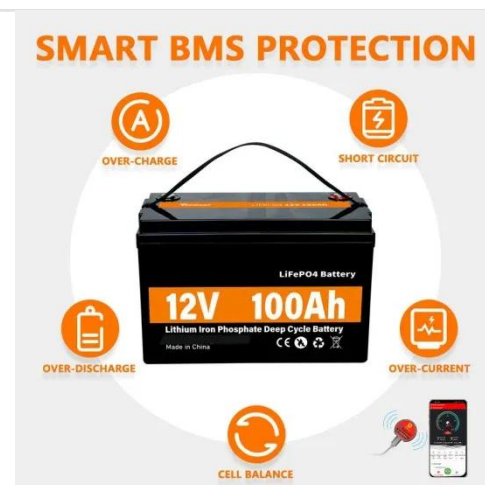 SMART BMS PROTECTION
OVER-CHARGE
SHORT CIRCUIT
LiFePO4 Battery
12V 100Ah
Lithium Iron Phosphate Deep Cycle Battery
Made in China
CE
OVER-DISCHARGE
OVER-CURRENT
CELL BALANCE